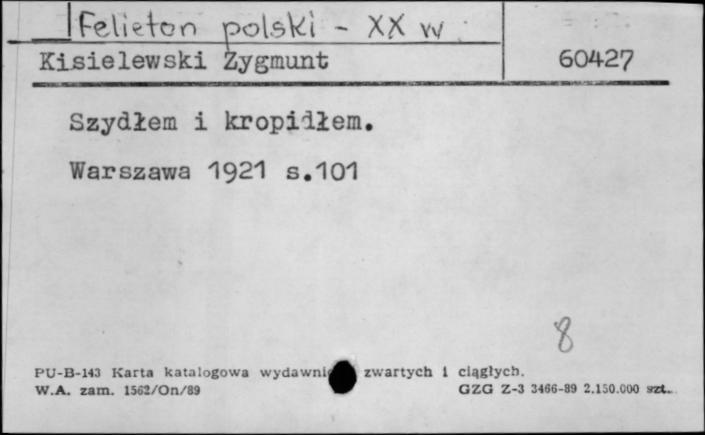 Felieton polski - XX w.
Kisielewski Zygmunt
60427
Szydłem i kropidłem.
Warszawa 1921 s.101
8
PU-B-143 Karta katalogowa wydawni zwartych i ciągłych.
W.A. zam. 1562/On/89
GZG Z-3 3466-89 2.150.000 szt.